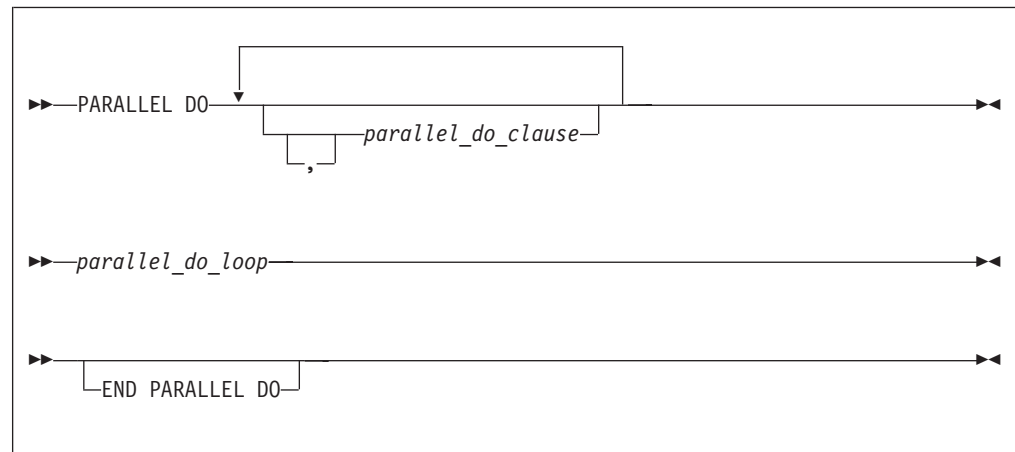 PARALLEL DO
parallel_do_clause
,
parallel_do_loop
END PARALLEL DO